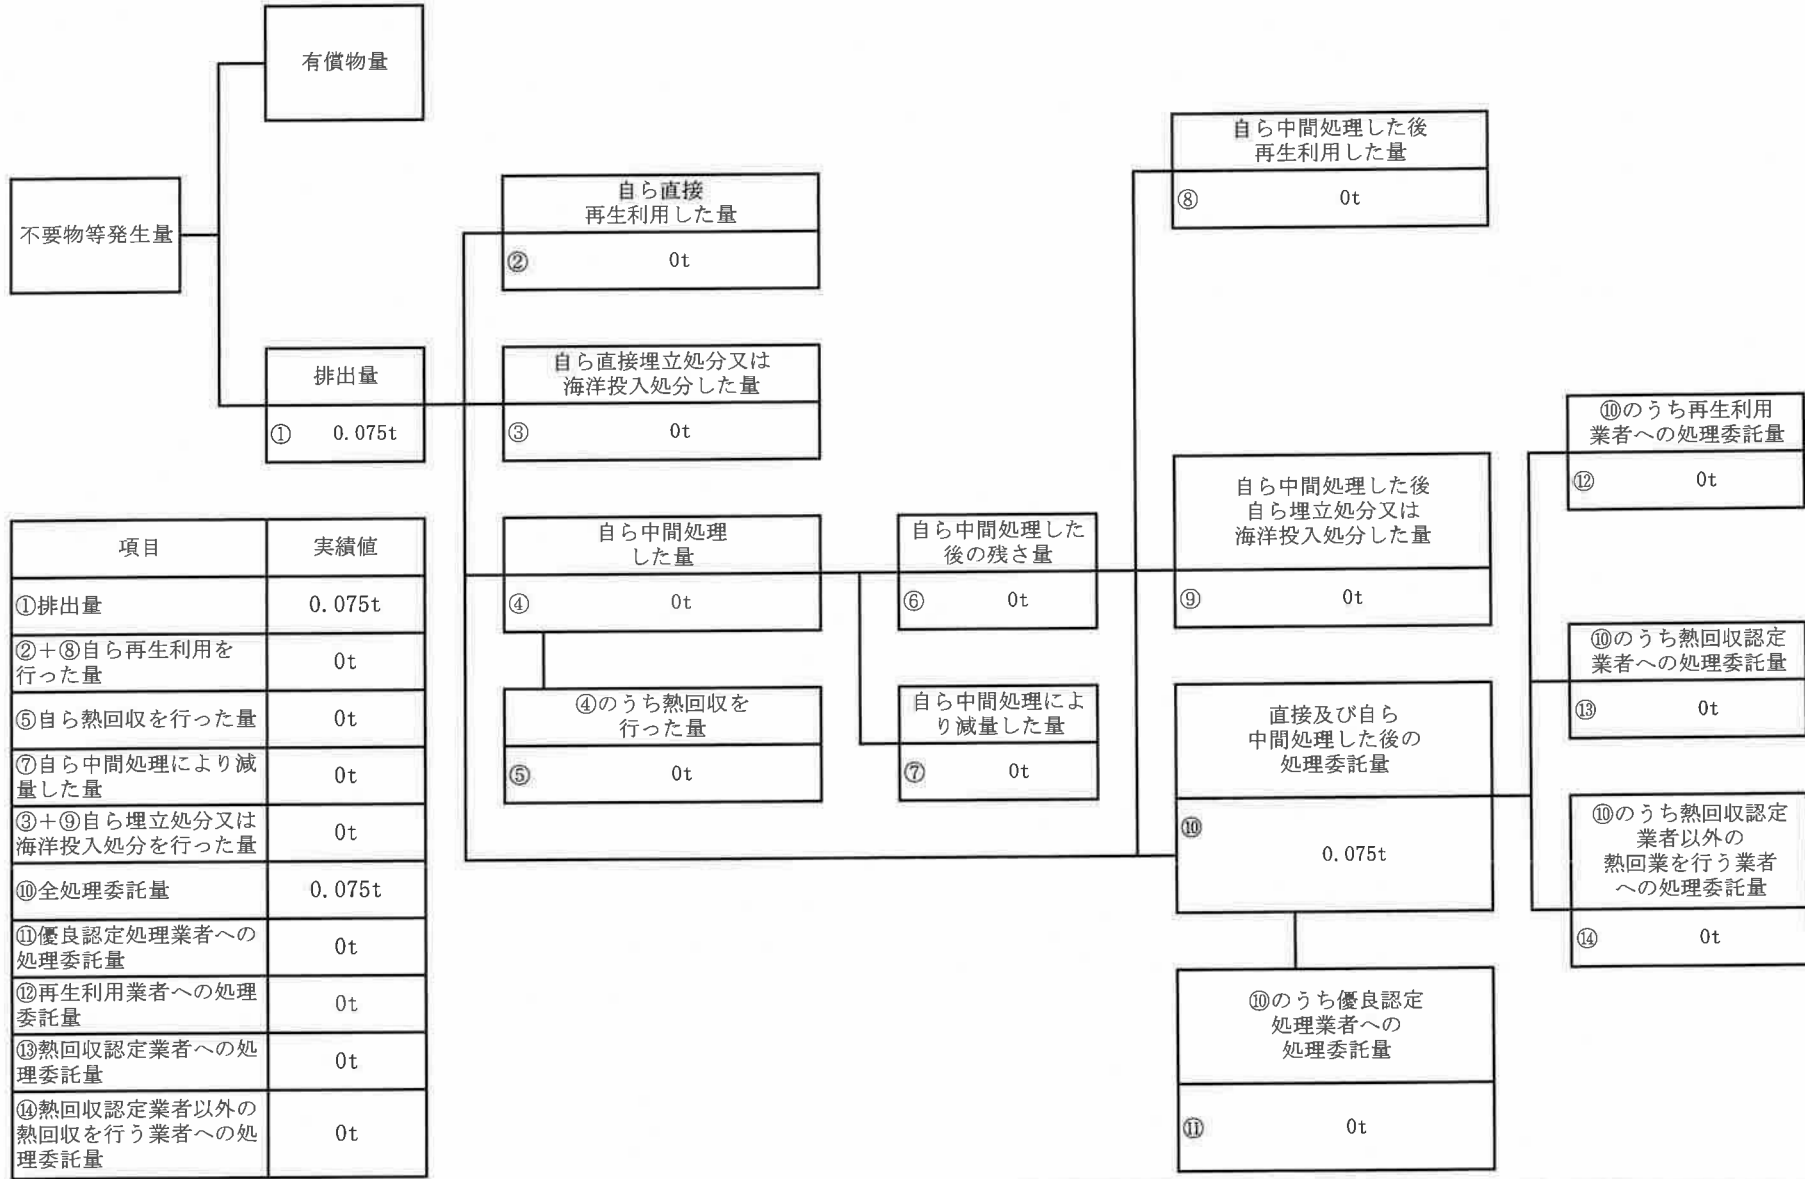 有償物量
不要物等発生量
排出量
① 0.075t
自ら直接
再生利用した量
② 0t
自ら直接埋立処分又は
海洋投入処分した量
③ 0t
自ら中間処理
した量
④ 0t
④のうち熱回収を
行った量
⑤ 0t
自ら中間処理した
後の残さ量
⑥ 0t
自ら中間処理によ
り減量した量
⑦ 0t
自ら中間処理した後
再生利用した量
⑧ 0t
自ら中間処理した後
自ら埋立処分又は
海洋投入処分した量
⑨ 0t
直接及び自ら
中間処理した後の
処理委託量
⑩
0.075t
⑩のうち優良認定
処理業者への
処理委託量
⑪ 0t
⑩のうち再生利用
業者への処理委託量
⑫ 0t
⑩のうち熱回収認定
業者への処理委託量
⑬ 0t
⑩のうち熱回収認定
業者以外の
熱回業を行う業者
への処理委託量
⑭ 0t
項目 実績値
①排出量 0.075t
②+⑧自ら再生利用を
行った量 0t
⑤自ら熱回収を行った量 0t
⑦自ら中間処理により減
量した量 0t
③+⑨自ら埋立処分又は
海洋投入処分を行った量 0t
⑩全処理委託量 0.075t
⑪優良認定処理業者への
処理委託量 0t
⑫再生利用業者への処理
委託量 0t
⑬熱回収認定業者への処
理委託量 0t
⑭熱回収認定業者以外の
熱回収を行う業者への処
理委託量 0t